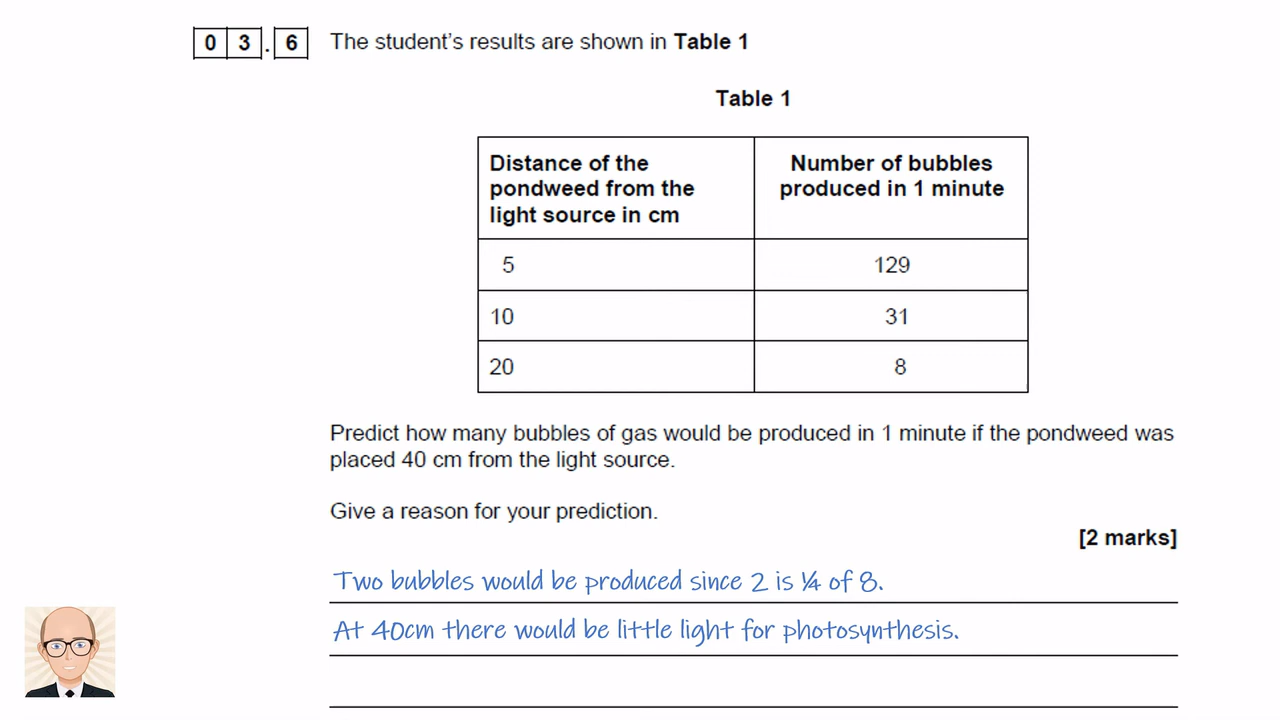 03.6 The student's results are shown in Table 1
Table 1
Distance of the pondweed from the light source in cm Number of bubbles produced in 1 minute
5 129
10 31
20 8
Predict how many bubbles of gas would be produced in 1 minute if the pondweed was
placed 40 cm from the light source.
Give a reason for your prediction.
[2 marks]
Two bubbles would be produced since 2 is ¼ of 8.
At 40cm there would be little light for photosynthesis.